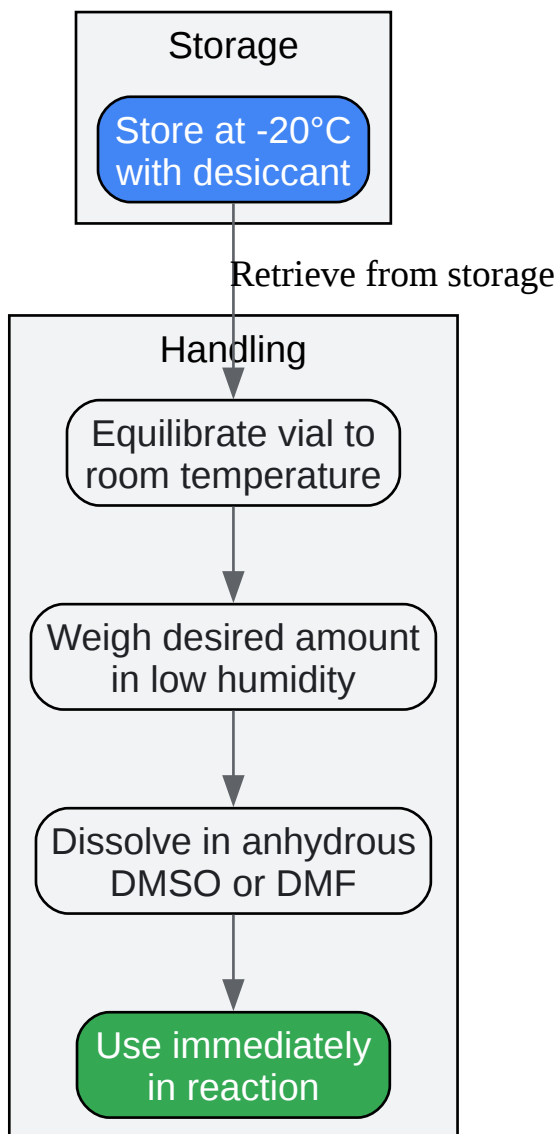 Storage
Store at -20°C
with desiccant
Retrieve from storage
Handling
Equilibrate vial to
room temperature
Weigh desired amount
in low humidity
Dissolve in anhydrous
DMSO or DMF
Use immediately
in reaction